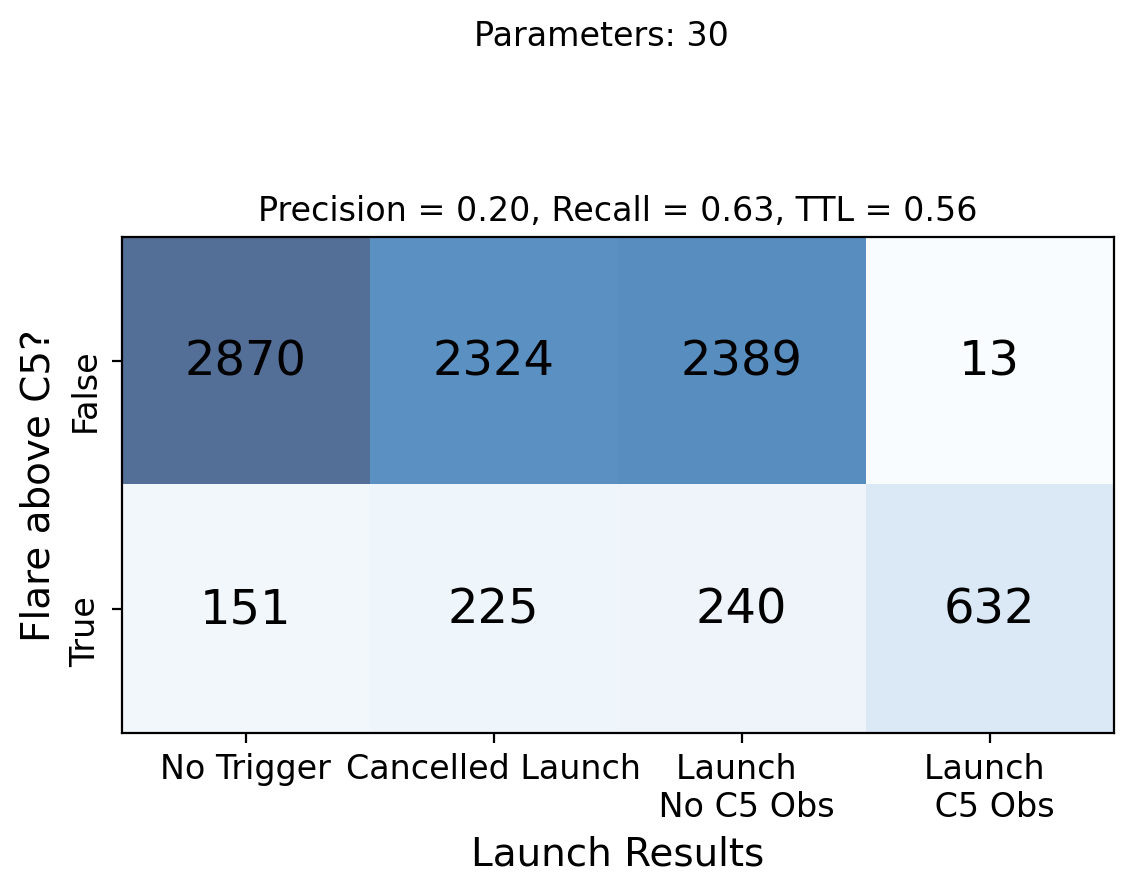 Parameters: 30
Precision = 0.20, Recall = 0.63, TTL = 0.56
Flare above C5?
False
2870 2324 2389 13
True
151 225 240 632
No Trigger Cancelled Launch Launch No C5 Obs Launch C5 Obs
Launch Results